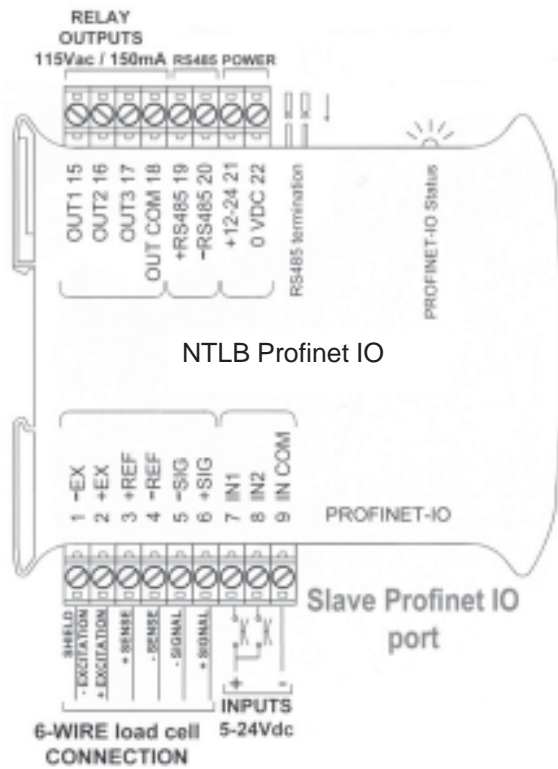 RELAY
OUTPUTS
115Vac / 150mA RS485 POWER
OUT1 15
OUT2 16
OUT3 17
OUT COM 18
+RS485 19
−RS485 20
+12-24 21
0 VDC 22
RS485 termination
PROFINET-IO Status
NTLB Profinet IO
1 -EX
2 +EX
3 +REF
4 -REF
5 -SIG
6 +SIG
7 IN1
8 IN2
9 IN COM
PROFINET-IO
Slave Profinet IO
port
SHIELD
- EXCITATION
+ EXCITATION
+ SENSE
- SENSE
- SIGNAL
+ SIGNAL
+ -
INPUTS
5-24Vdc
6-WIRE load cell
CONNECTION